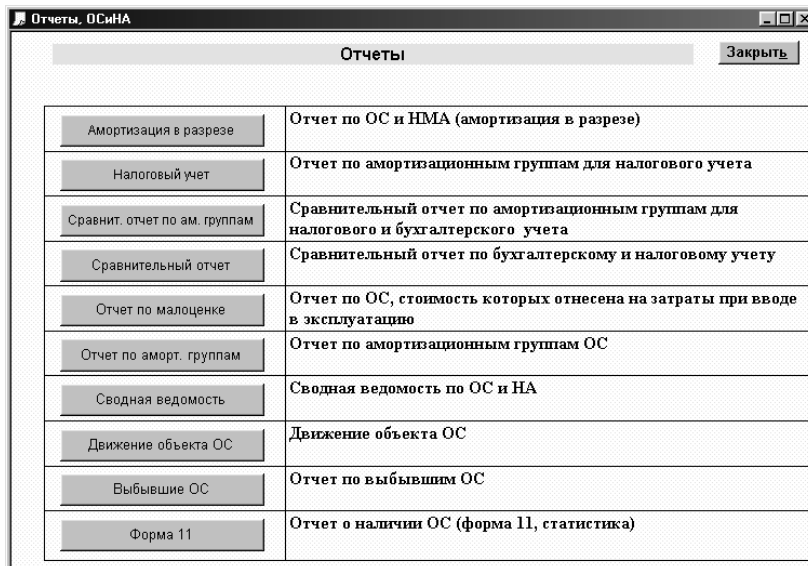 Отчеты, ОСиНА
Отчеты
Закрыть
Амортизация в разрезе
Отчет по ОС и НМА (амортизация в разрезе)
Налоговый учет
Отчет по амортизационным группам для налогового учета
Сравнит. отчет по ам. группам
Сравнительный отчет по амортизационным группам для
налогового и бухгалтерского учета
Сравнительный отчет
Сравнительный отчет по бухгалтерскому и налоговому учету
Отчет по малоценке
Отчет по ОС, стоимость которых отнесена на затраты при вводе
в эксплуатацию
Отчет по аморт. группам
Отчет по амортизационным группам ОС
Сводная ведомость
Сводная ведомость по ОС и НА
Движение объекта ОС
Движение объекта ОС
Выбывшие ОС
Отчет по выбывшим ОС
Форма 11
Отчет о наличии ОС (форма 11, статистика)